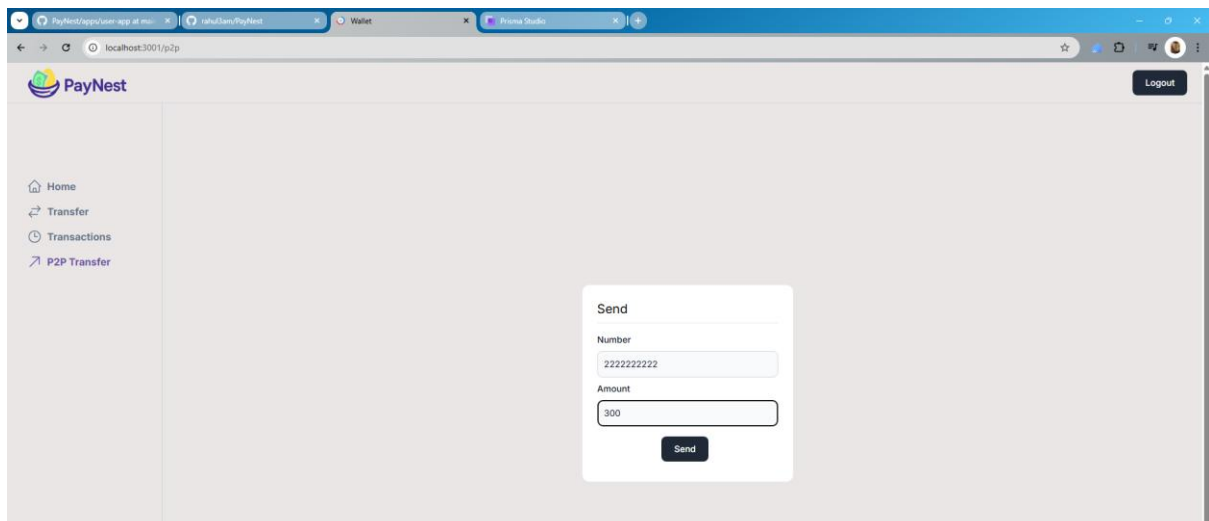 PayNest/apps/user-app at mai
rahul3am/PayNest
Wallet
Prisma Studio
localhost:3001/p2p
PayNest
Logout
Home
Transfer
Transactions
P2P Transfer
Send
Number
2222222222
Amount
300
Send